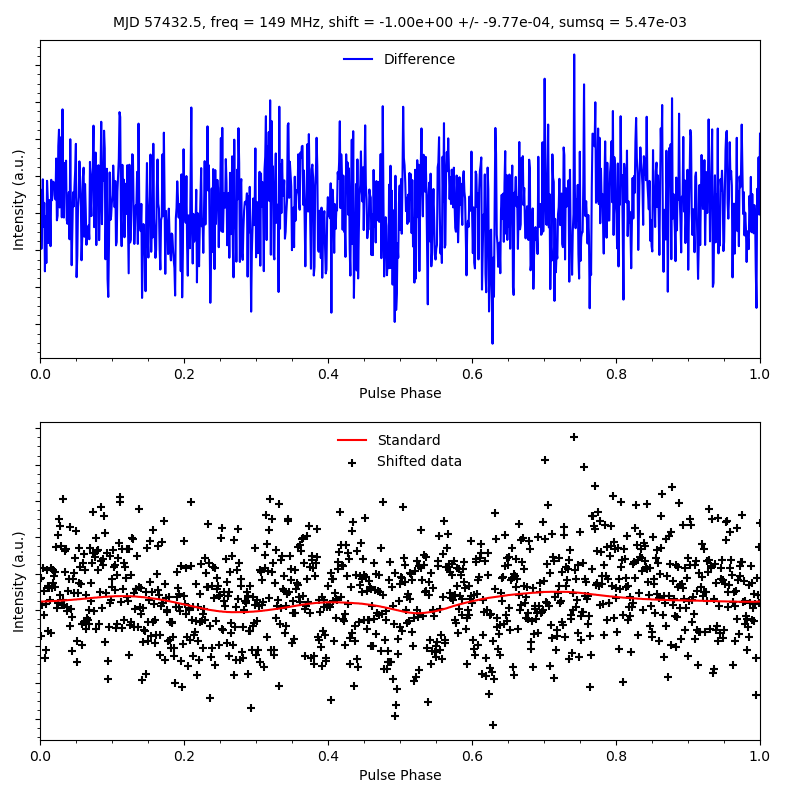 MJD 57432.5, freq = 149 MHz, shift = -1.00e+00 +/- -9.77e-04, sumsq = 5.47e-03
Difference
Intensity (a.u.)
0.0 0.2 0.4 0.6 0.8 1.0
Pulse Phase
Standard
Shifted data
Intensity (a.u.)
0.0 0.2 0.4 0.6 0.8 1.0
Pulse Phase